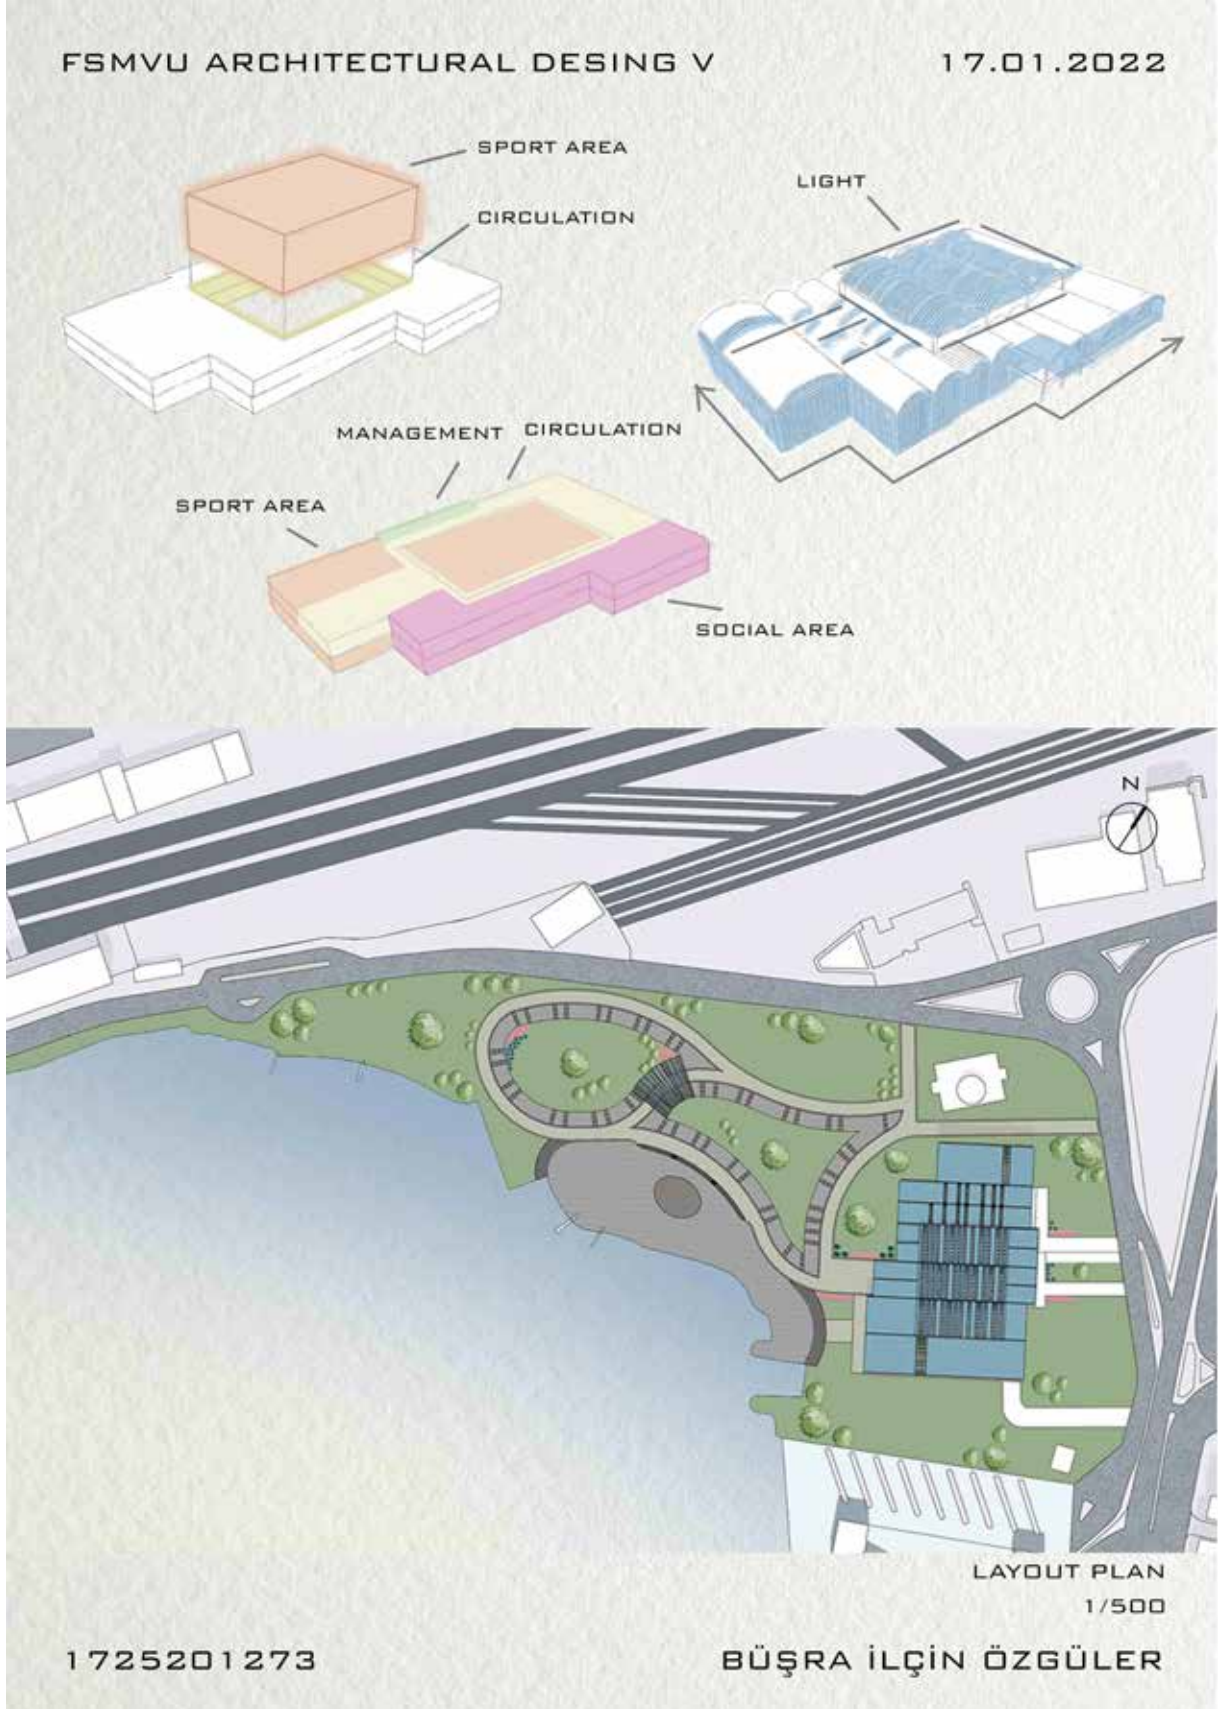 FSMVU ARCHITECTURAL DESING V
17.01.2022
SPORT AREA
CIRCULATION
LIGHT
MANAGEMENT
CIRCULATION
SPORT AREA
SOCIAL AREA
N
LAYOUT PLAN
1/500
1725201273
BÜŞRA İLÇİN ÖZGÜLER